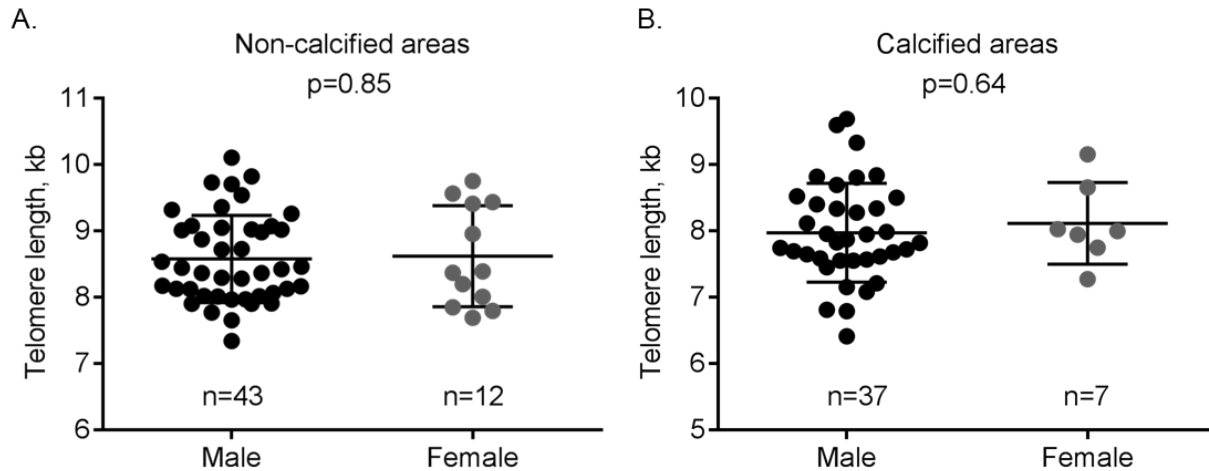 A.
Non-calcified areas
p=0.85
Telomere length, kb
11
10
9
8
7
6
n=43
n=12
Male
Female
B.
Calcified areas
p=0.64
Telomere length, kb
10
9
8
7
6
5
n=37
n=7
Male
Female